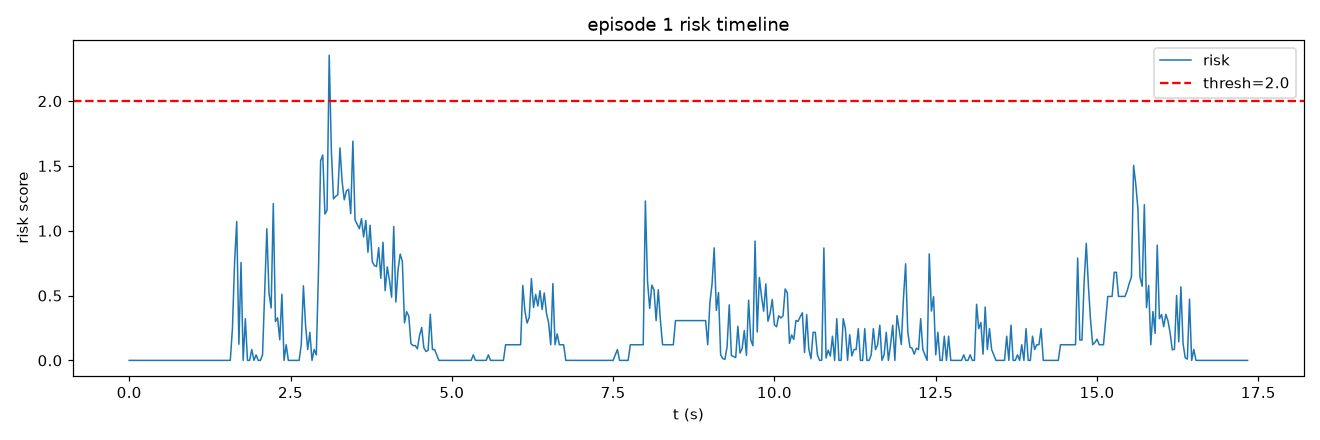 episode 1 risk timeline
risk
thresh=2.0
risk score
2.0
1.5
1.0
0.5
0.0
0.0 2.5 5.0 7.5 10.0 12.5 15.0 17.5
t (s)